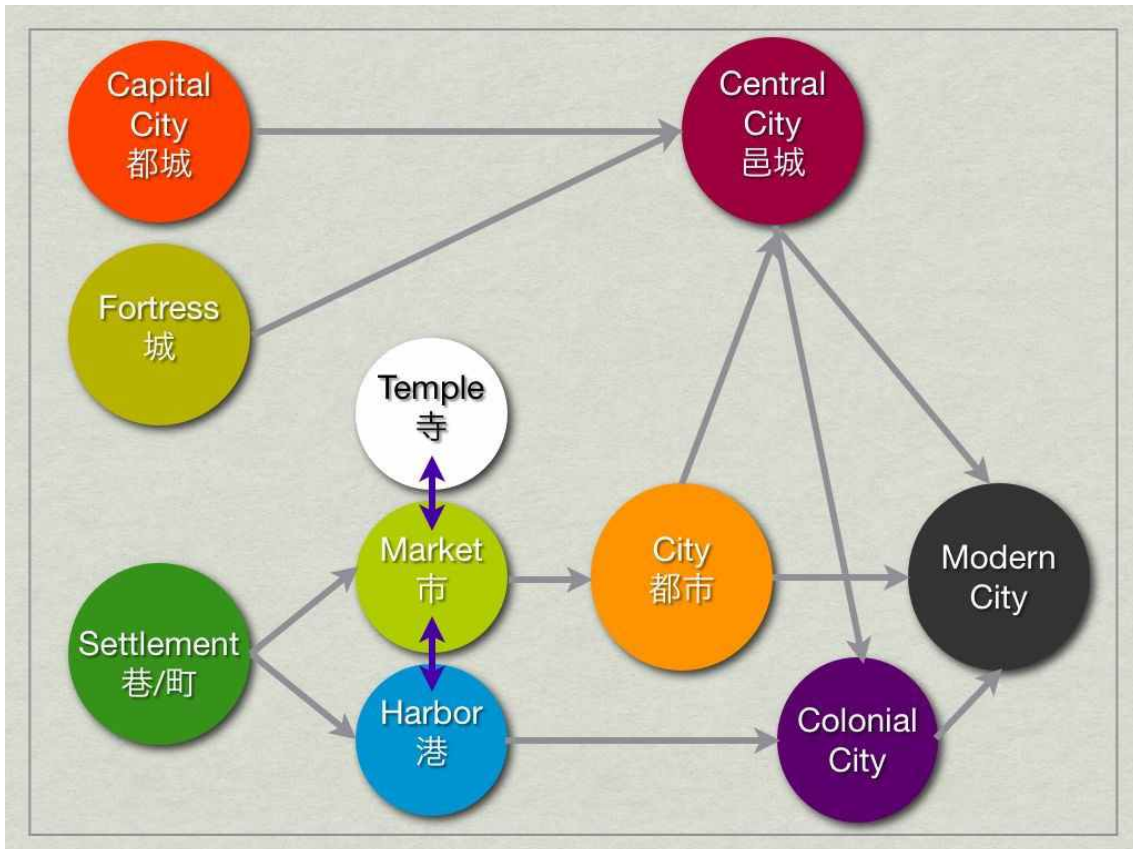 Capital
City
都城
Central
City
邑城
Fortress
城
Temple
寺
Market
市
City
都市
Modern
City
Settlement
巷/町
Harbor
港
Colonial
City